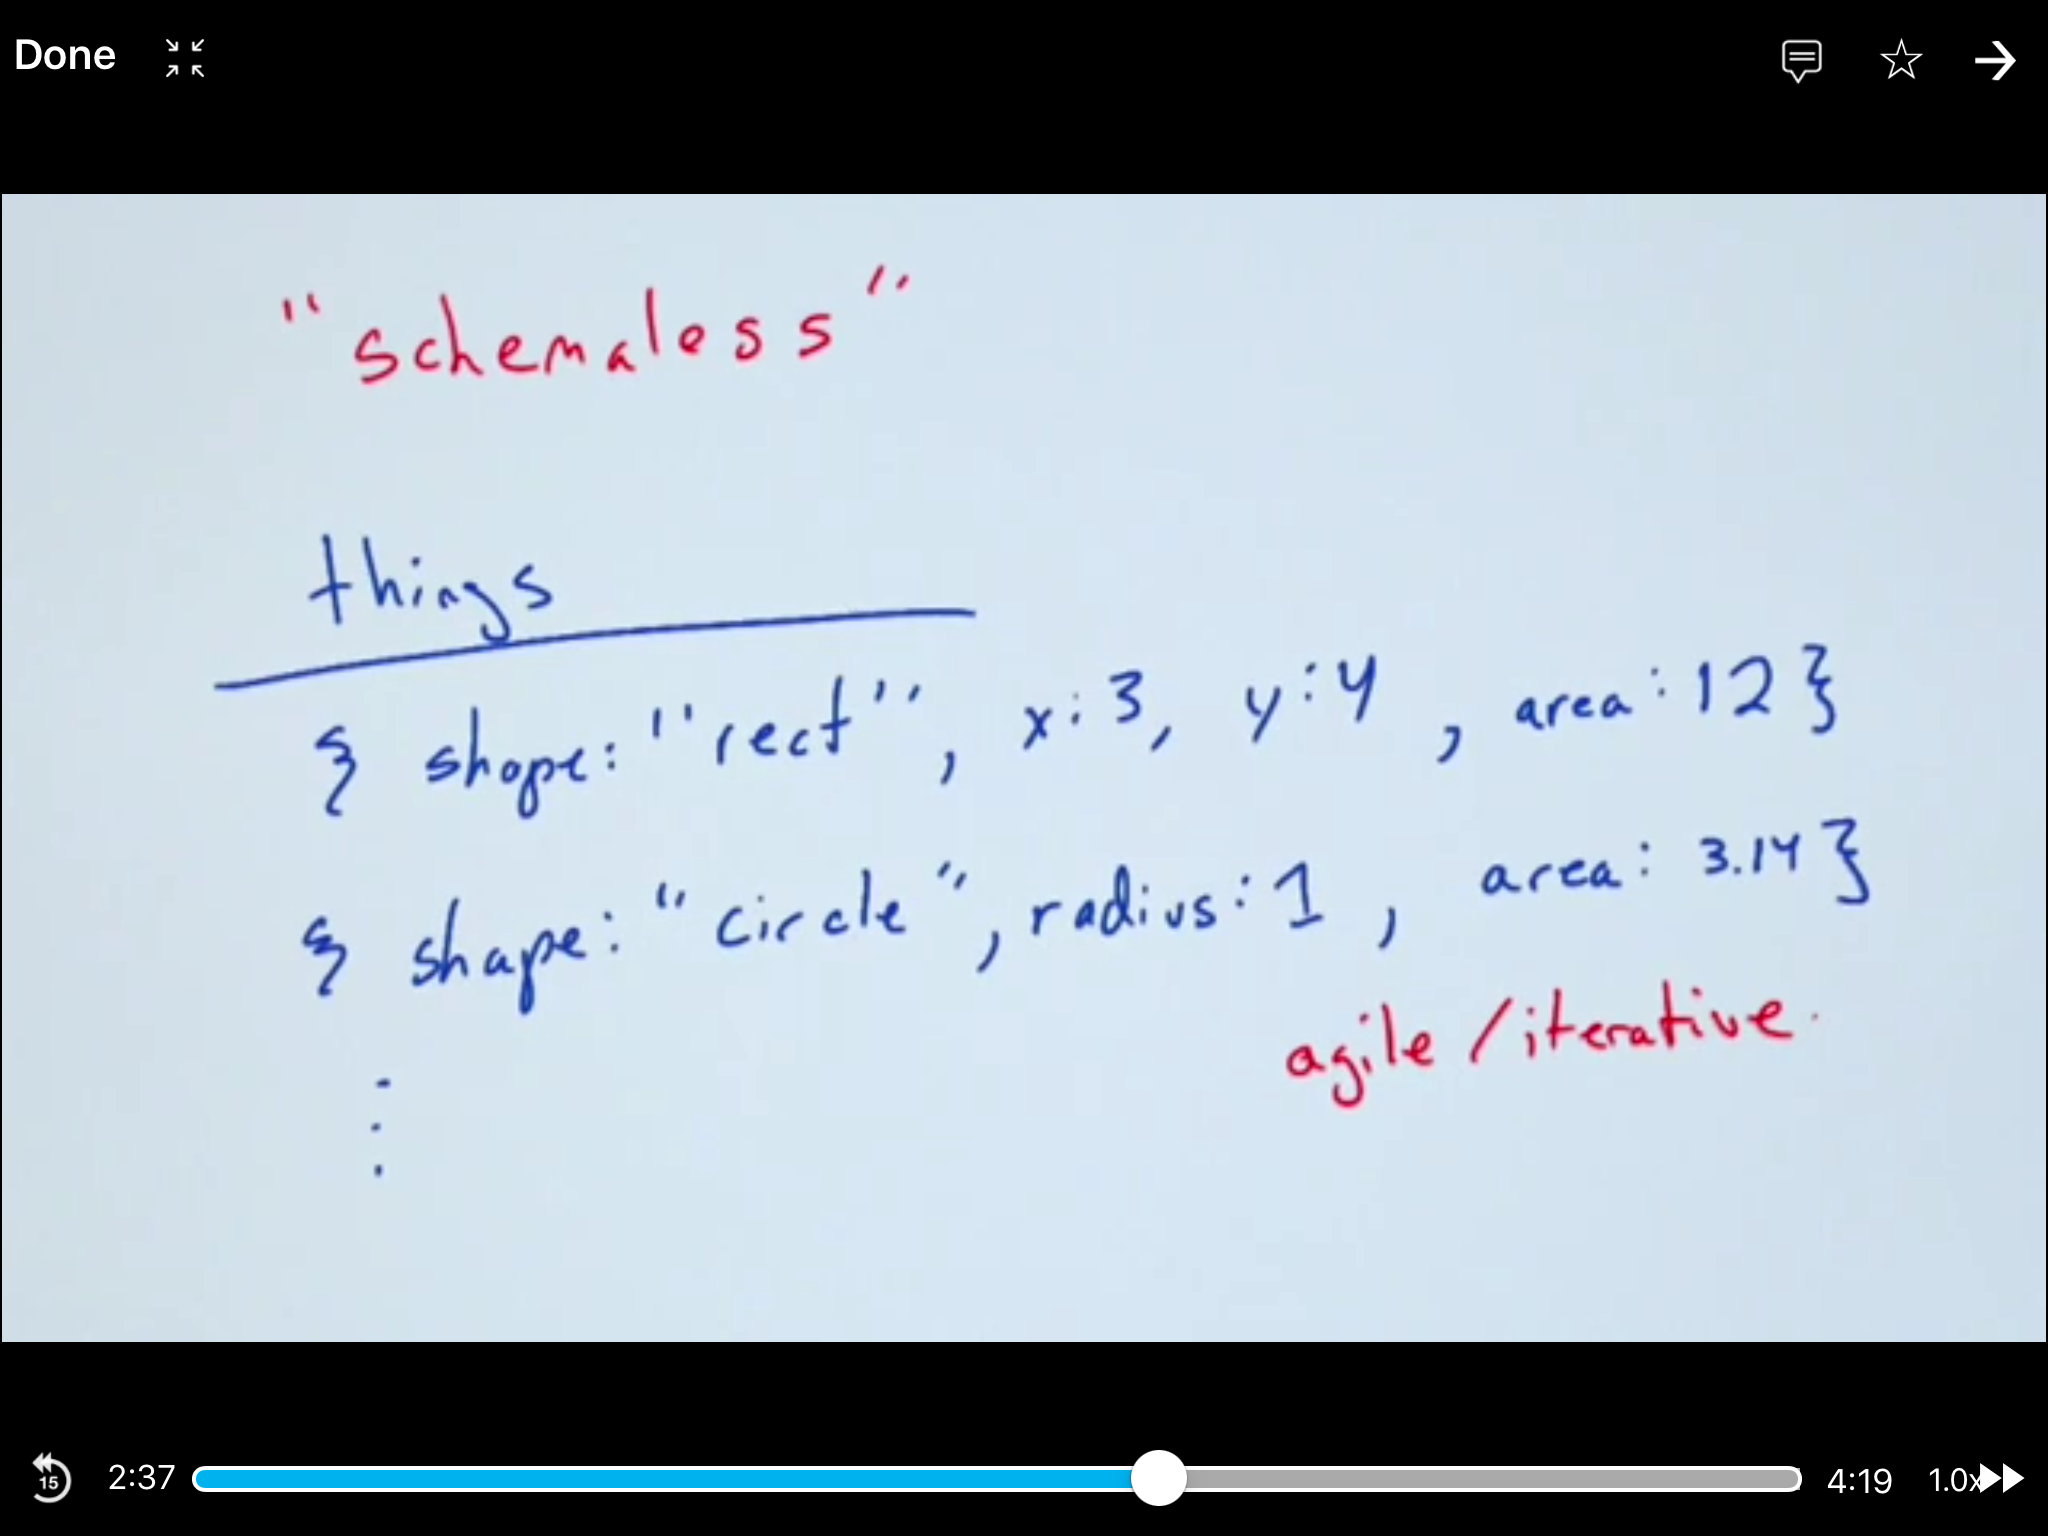 Done
"schemaless"
things
{ shape: "rect", x: 3, y: 4, area: 12 }
{ shape: "circle", radius: 1, area: 3.14 }
agile / iterative.
15
2:37
4:19
1.0x